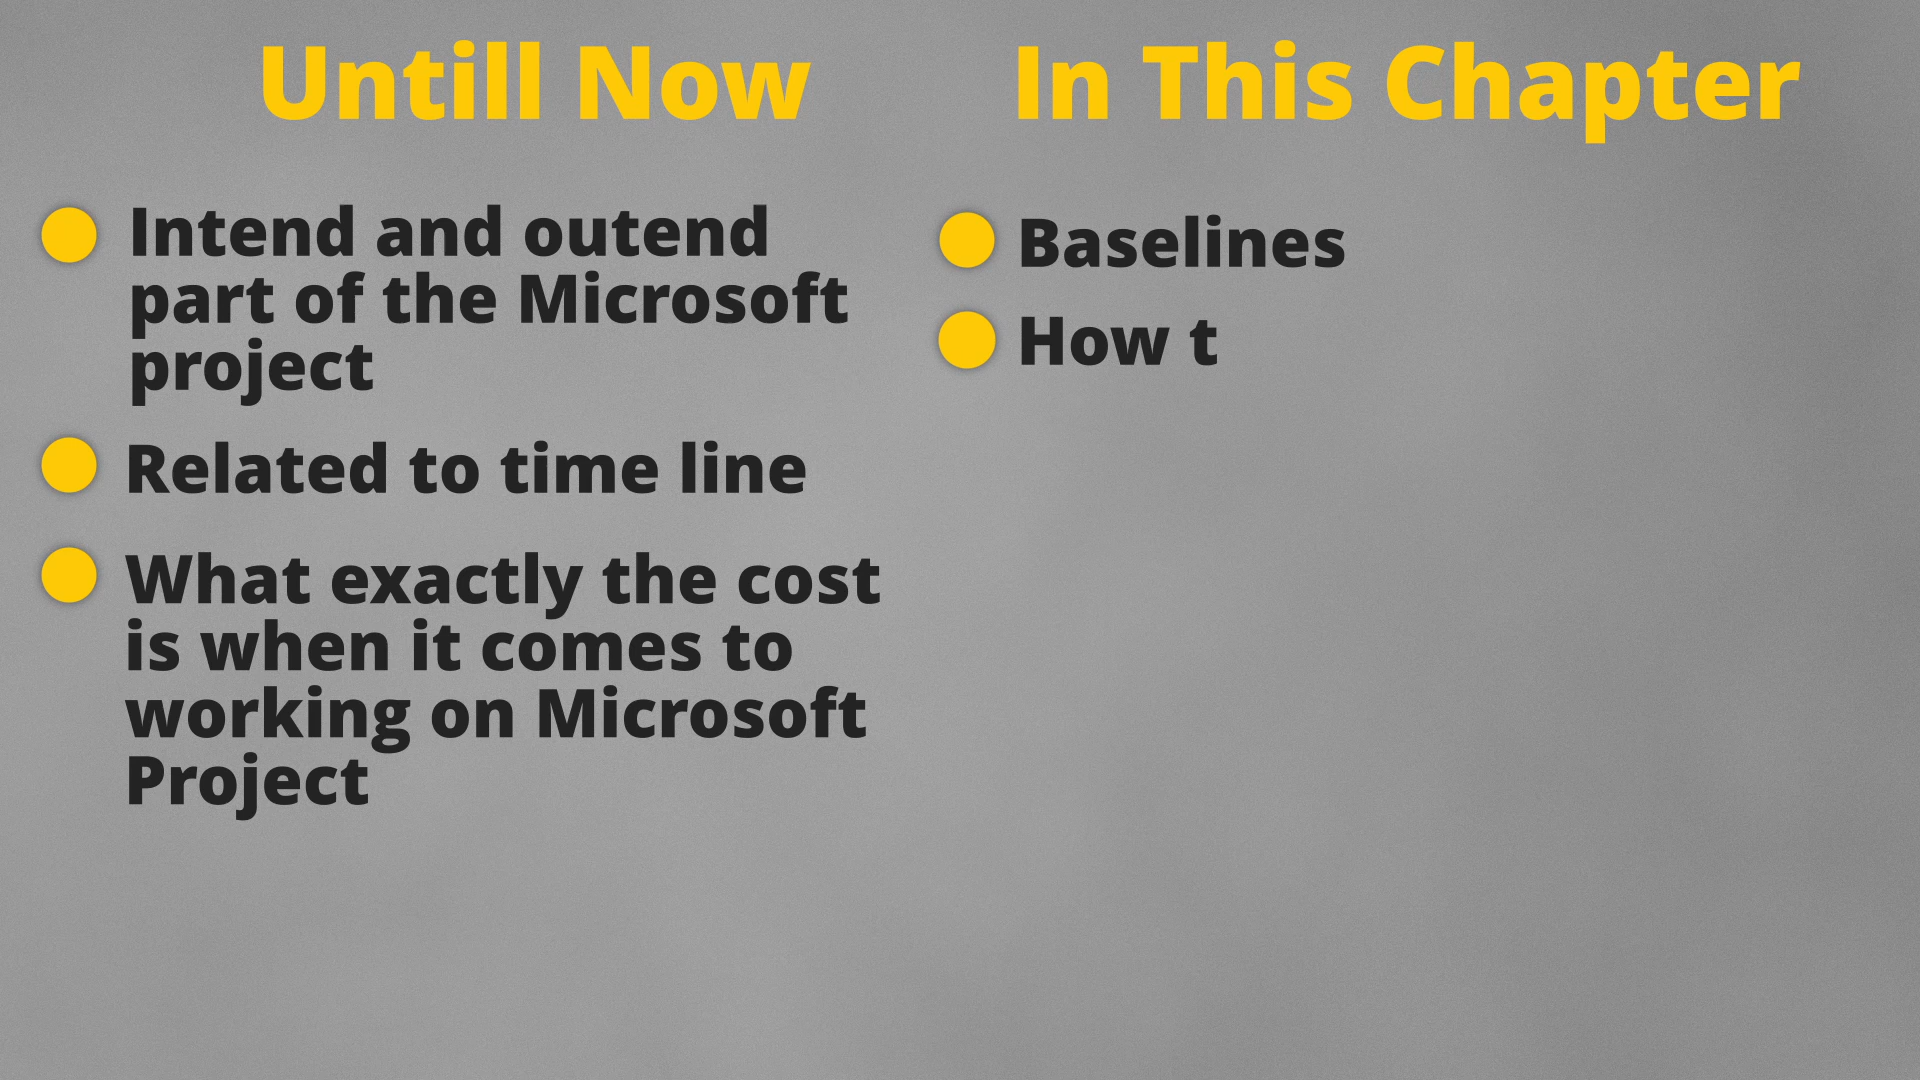 Untill Now
Intend and outend
part of the Microsoft
project
Related to time line
What exactly the cost
is when it comes to
working on Microsoft
Project
In This Chapter
Baselines
How t